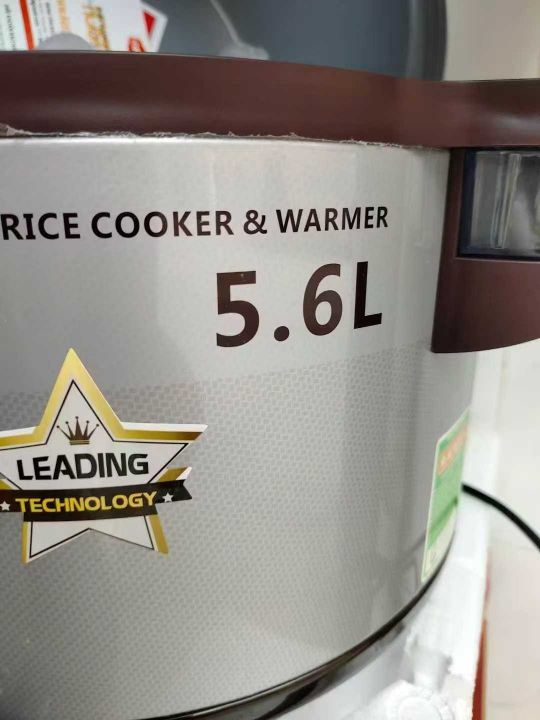 RICE COOKER & WARMER
5.6L
LEADING
TECHNOLOGY